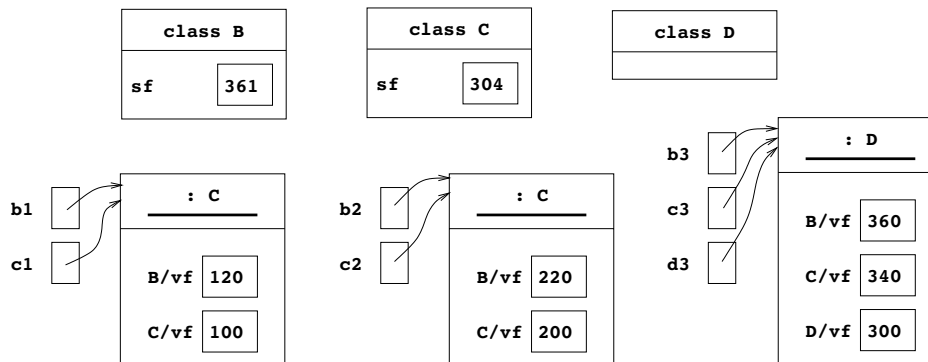 class B
sf 361
class C
sf 304
class D
b1
c1
: C
B/vf 120
C/vf 100
b2
c2
: C
B/vf 220
C/vf 200
b3
c3
d3
: D
B/vf 360
C/vf 340
D/vf 300